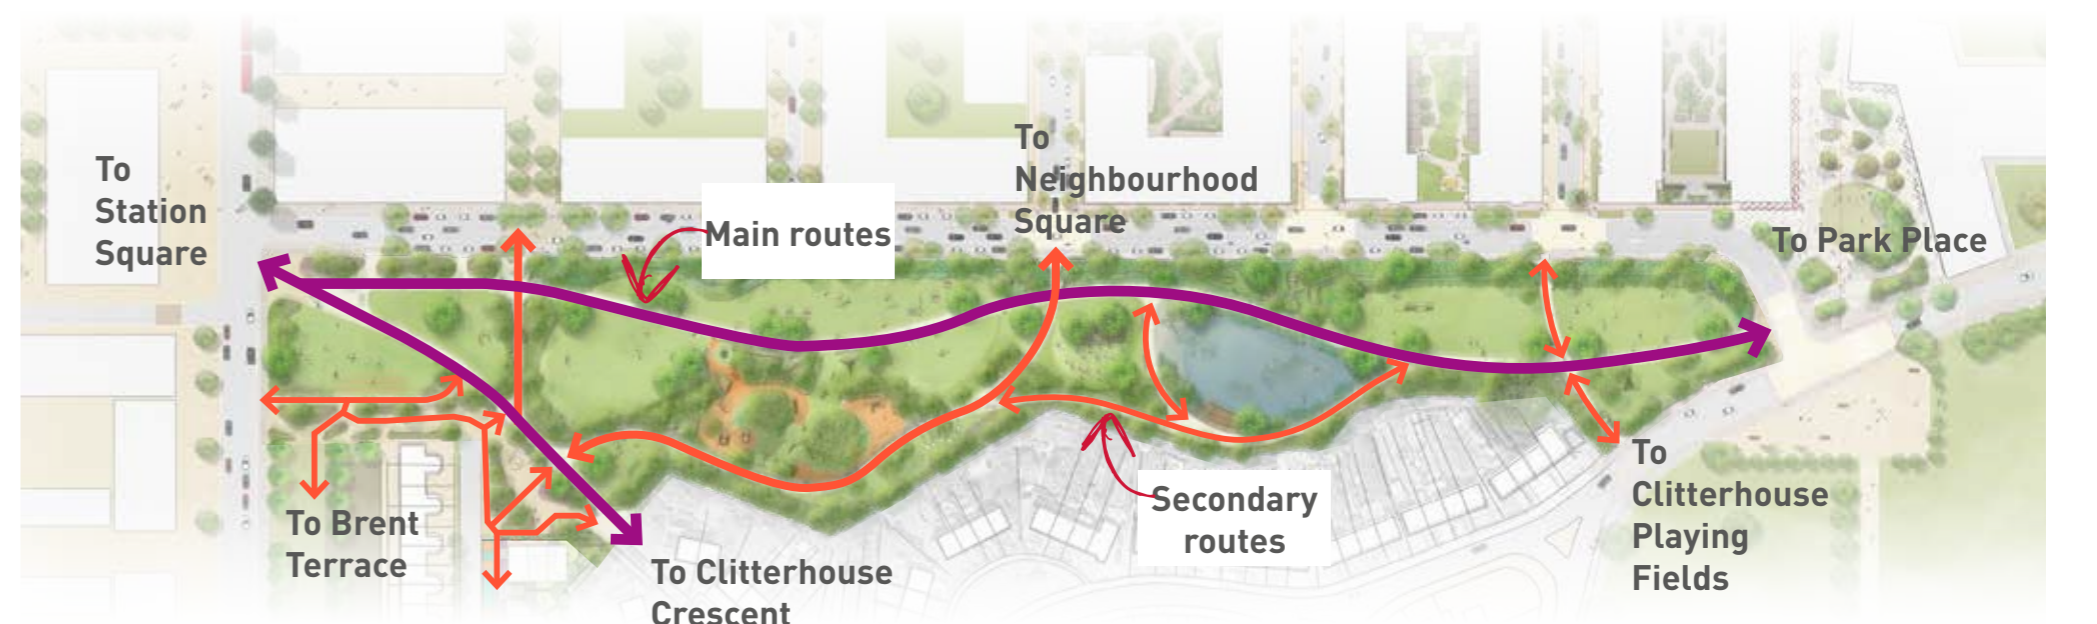 To
Station
Square
Main routes
To
Neighbourhood
Square
To Park Place
To Brent
Terrace
To Clitterhouse
Crescent
Secondary
routes
To
Clitterhouse
Playing
Fields